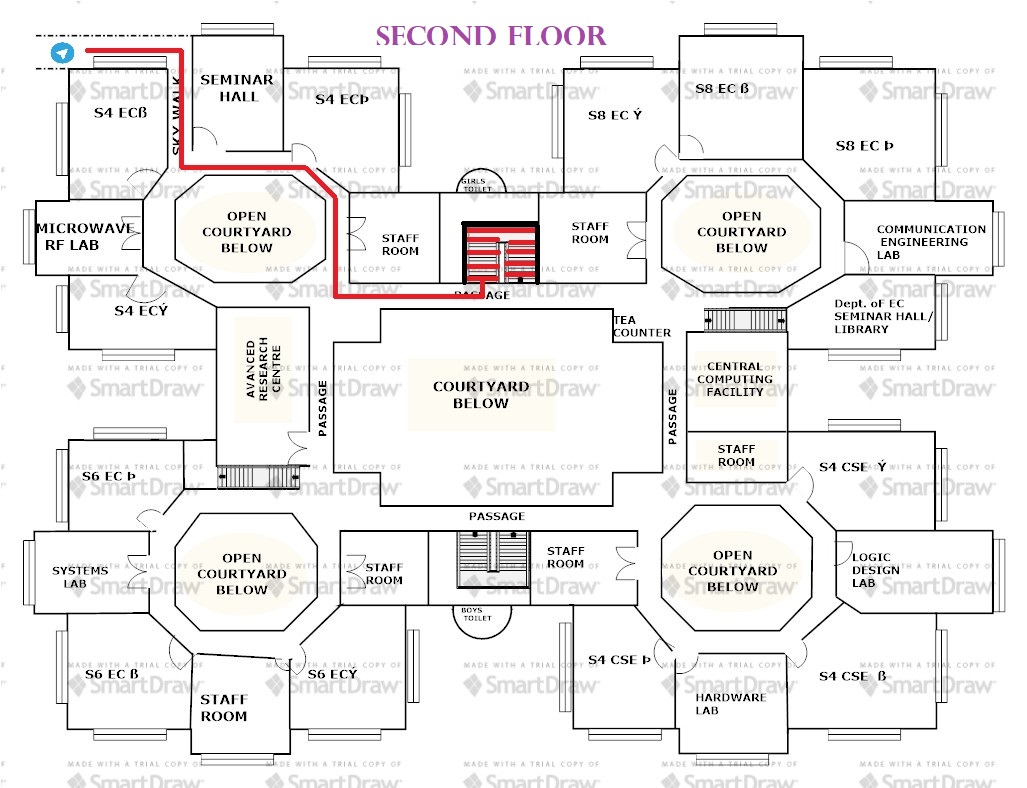 SECOND FLOOR
SKY WALK
SEMINAR
HALL
S4 ECß
S4 ECÞ
S8 EC Ý
S8 EC ß
S8 EC Þ
GIRLS
TOILET
MICROWAVE
RF LAB
OPEN
COURTYARD
BELOW
STAFF
ROOM
STAFF
ROOM
OPEN
COURTYARD
BELOW
COMMUNICATION
ENGINEERING
LAB
S4 ECÝ
PASSAGE
TEA
COUNTER
Dept. of EC
SEMINAR HALL/
LIBRARY
AVANCED
RESEARCH
CENTRE
PASSAGE
COURTYARD
BELOW
PASSAGE
CENTRAL
COMPUTING
FACILITY
STAFF
ROOM
S6 EC Þ
S4 CSE Ý
PASSAGE
SYSTEMS
LAB
OPEN
COURTYARD
BELOW
STAFF
ROOM
STAFF
ROOM
OPEN
COURTYARD
BELOW
LOGIC
DESIGN
LAB
BOYS
TOILET
S6 EC ß
STAFF
ROOM
S6 ECÝ
S4 CSE Þ
HARDWARE
LAB
S4 CSE ß
MADE WITH A TRIAL COPY OF
SmartDraw